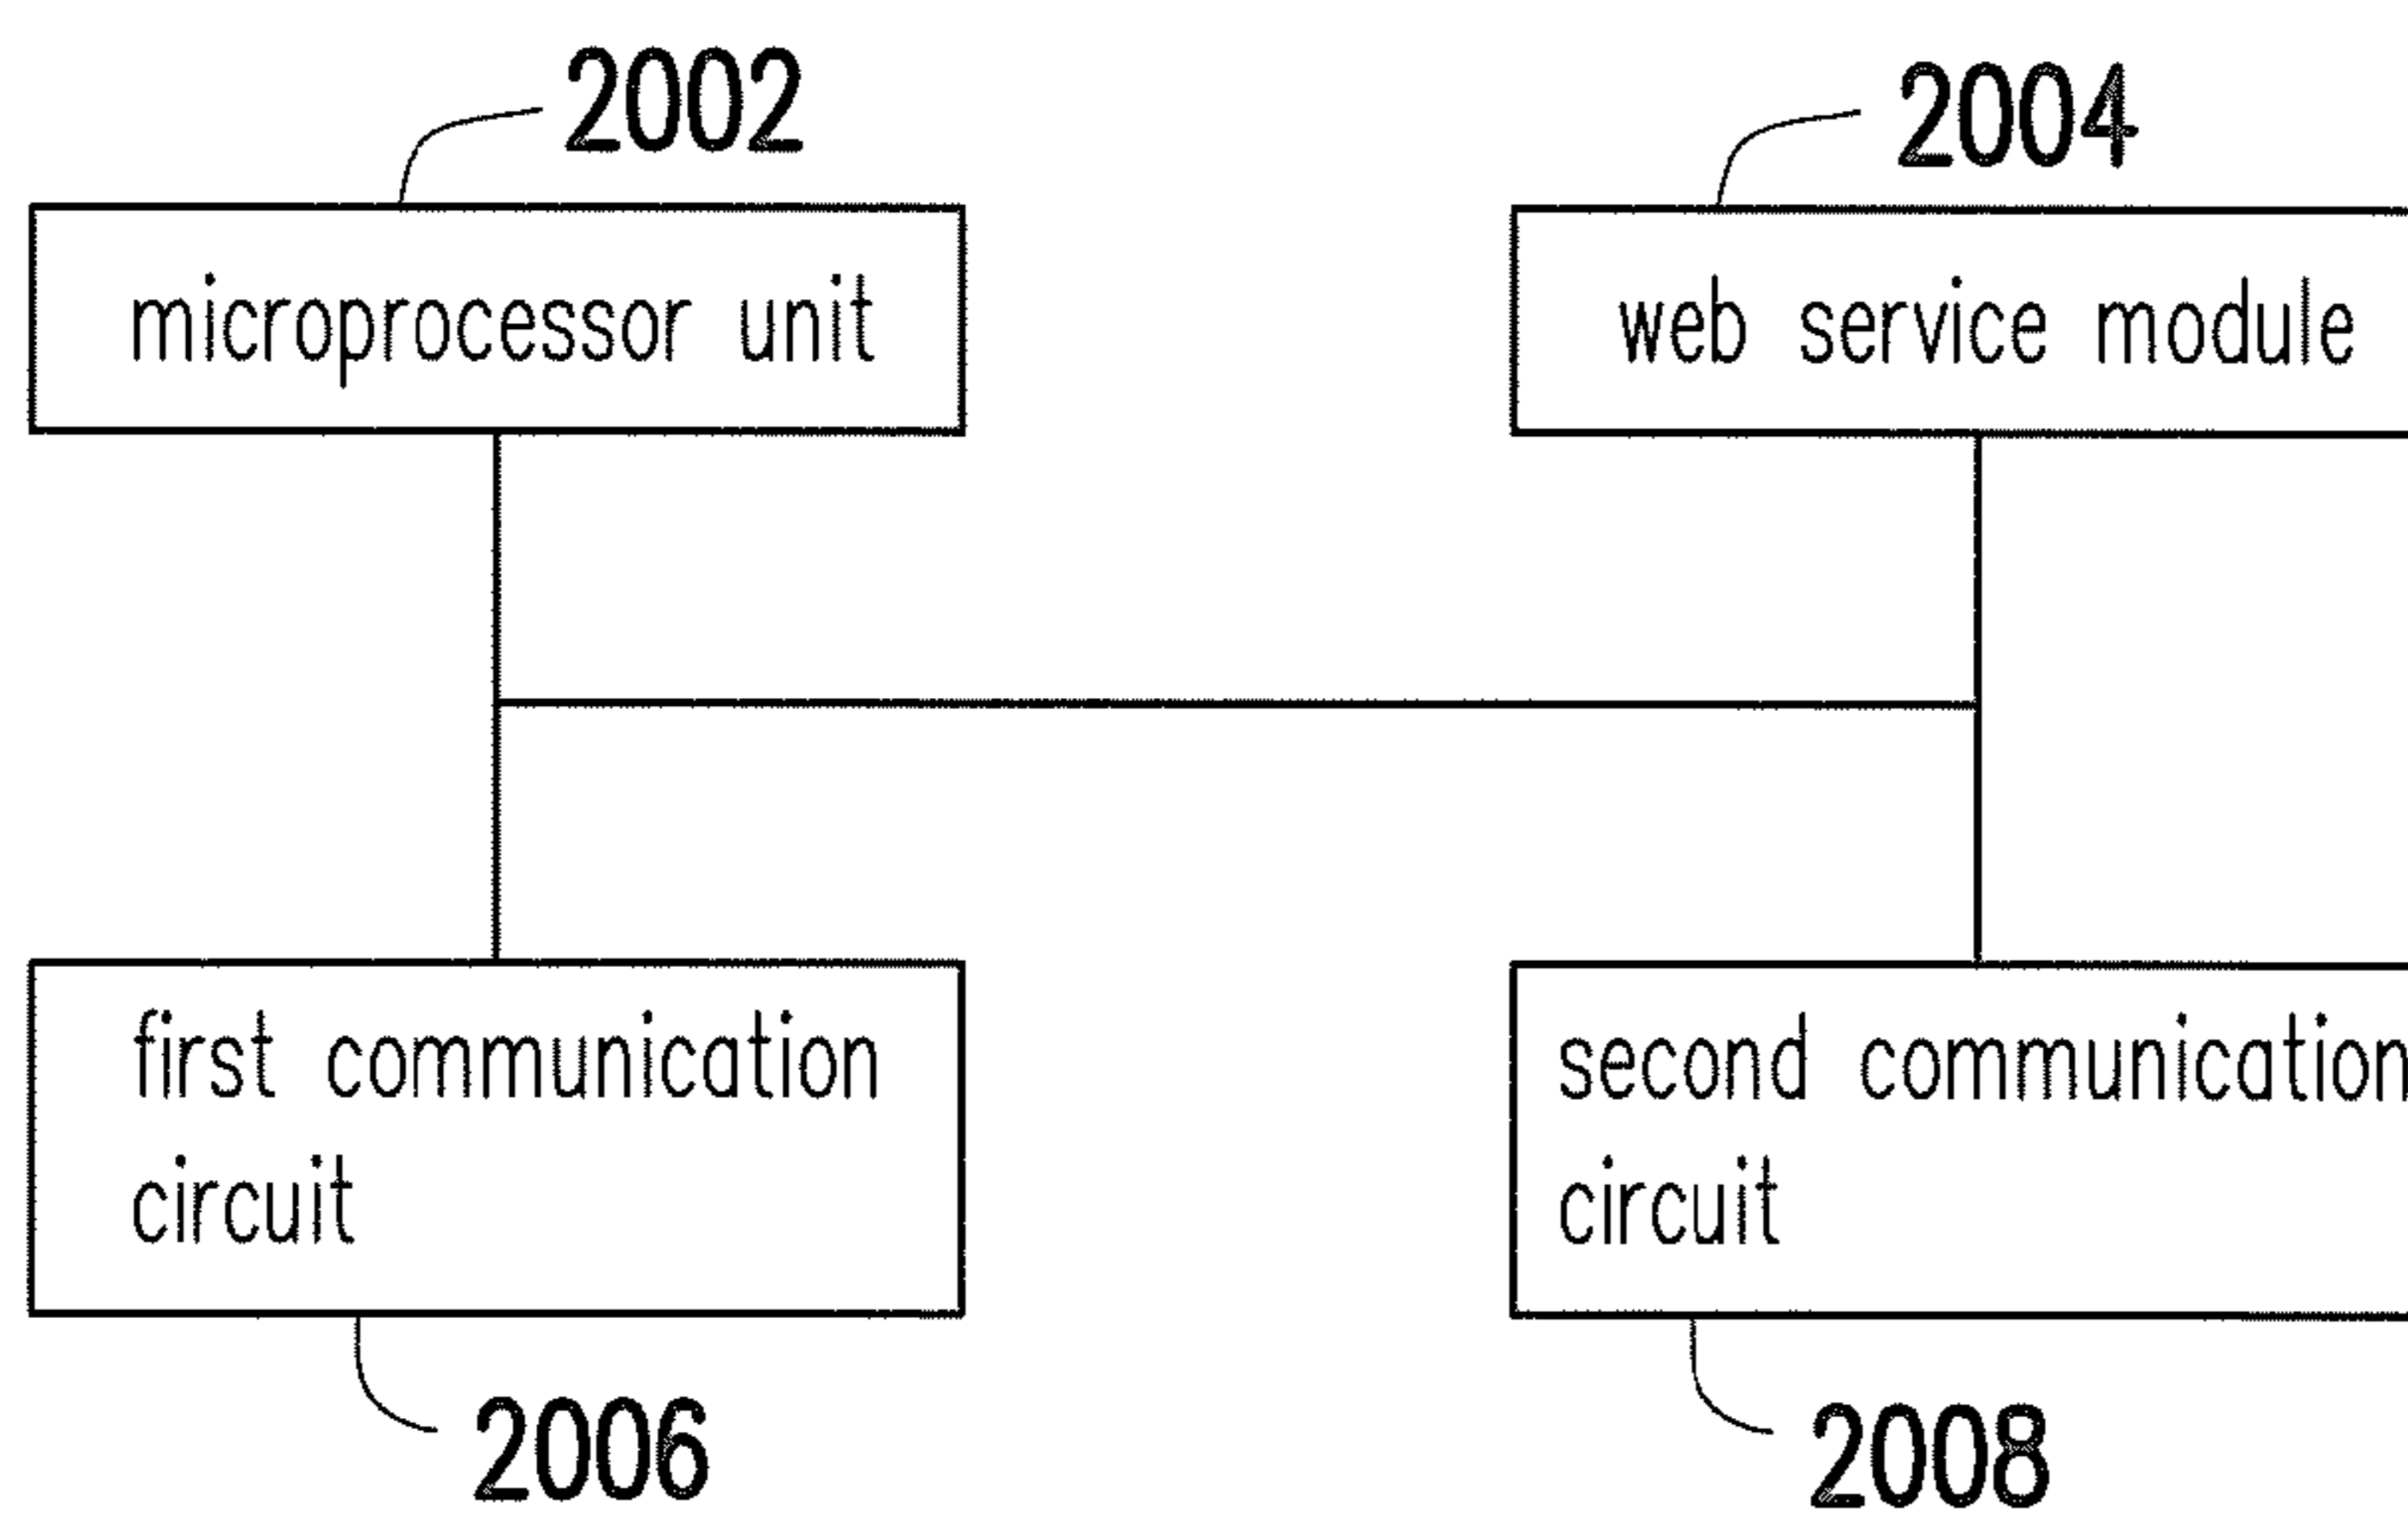 2002
2004
microprocessor unit
web service module
first communication
circuit
second communication
circuit
2006
2008